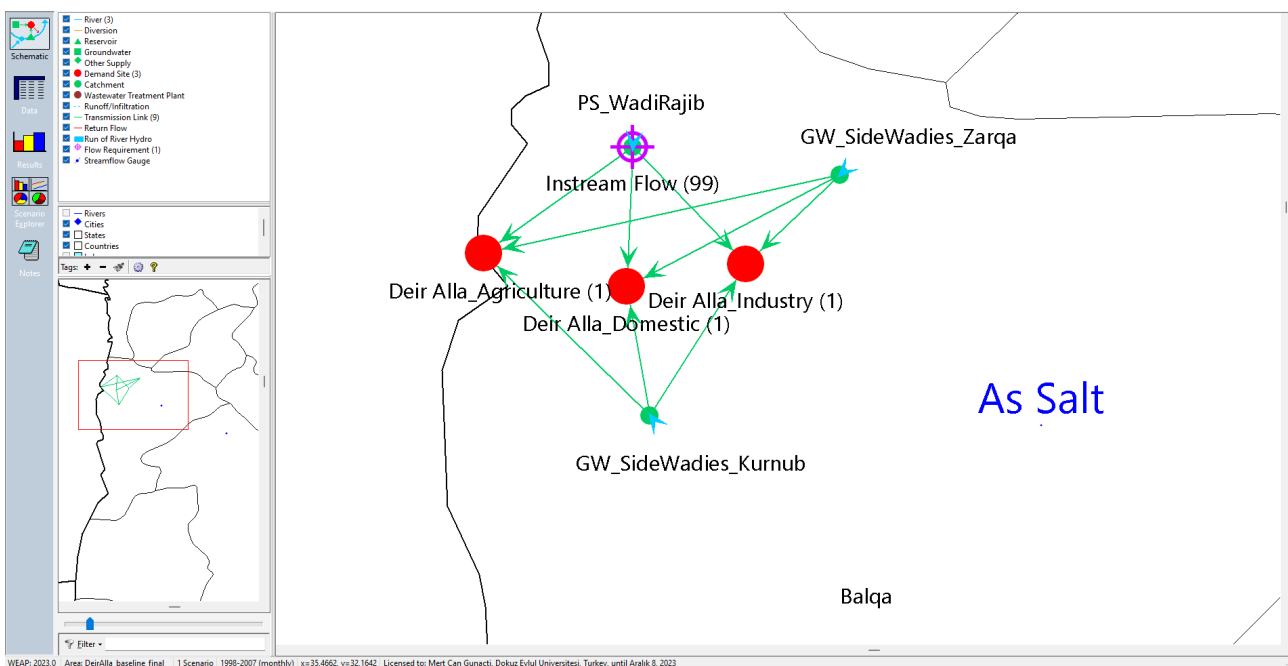 Schematic
Data
Results
Scenario
Explorer
Notes
River (3)
Diversion
Reservoir
Groundwater
Other Supply
Demand Site (3)
Catchment
Wastewater Treatment Plant
Runoff/Infiltration
Transmission Link (9)
Return Flow
Run of River Hydro
Flow Requirement (1)
Streamflow Gauge
Rivers
Cities
States
Countries
Tags:
Filter
PS_WadiRajib
GW_SideWadies_Zarqa
Instream Flow (99)
Deir Alla_Agriculture (1)
Deir Alla_Industry (1)
Deir Alla_Domestic (1)
As Salt
GW_SideWadies_Kurnub
Balqa
WEAP: 2023.0 Area: DeirAlla_baseline_final 1 Scenario 1998-2007 (monthly) x=35.4662, y=32.1642 Licensed to: Mert Can Gunacti, Dokuz Eylul Universitesi, Turkey, until Aralık 8, 2023